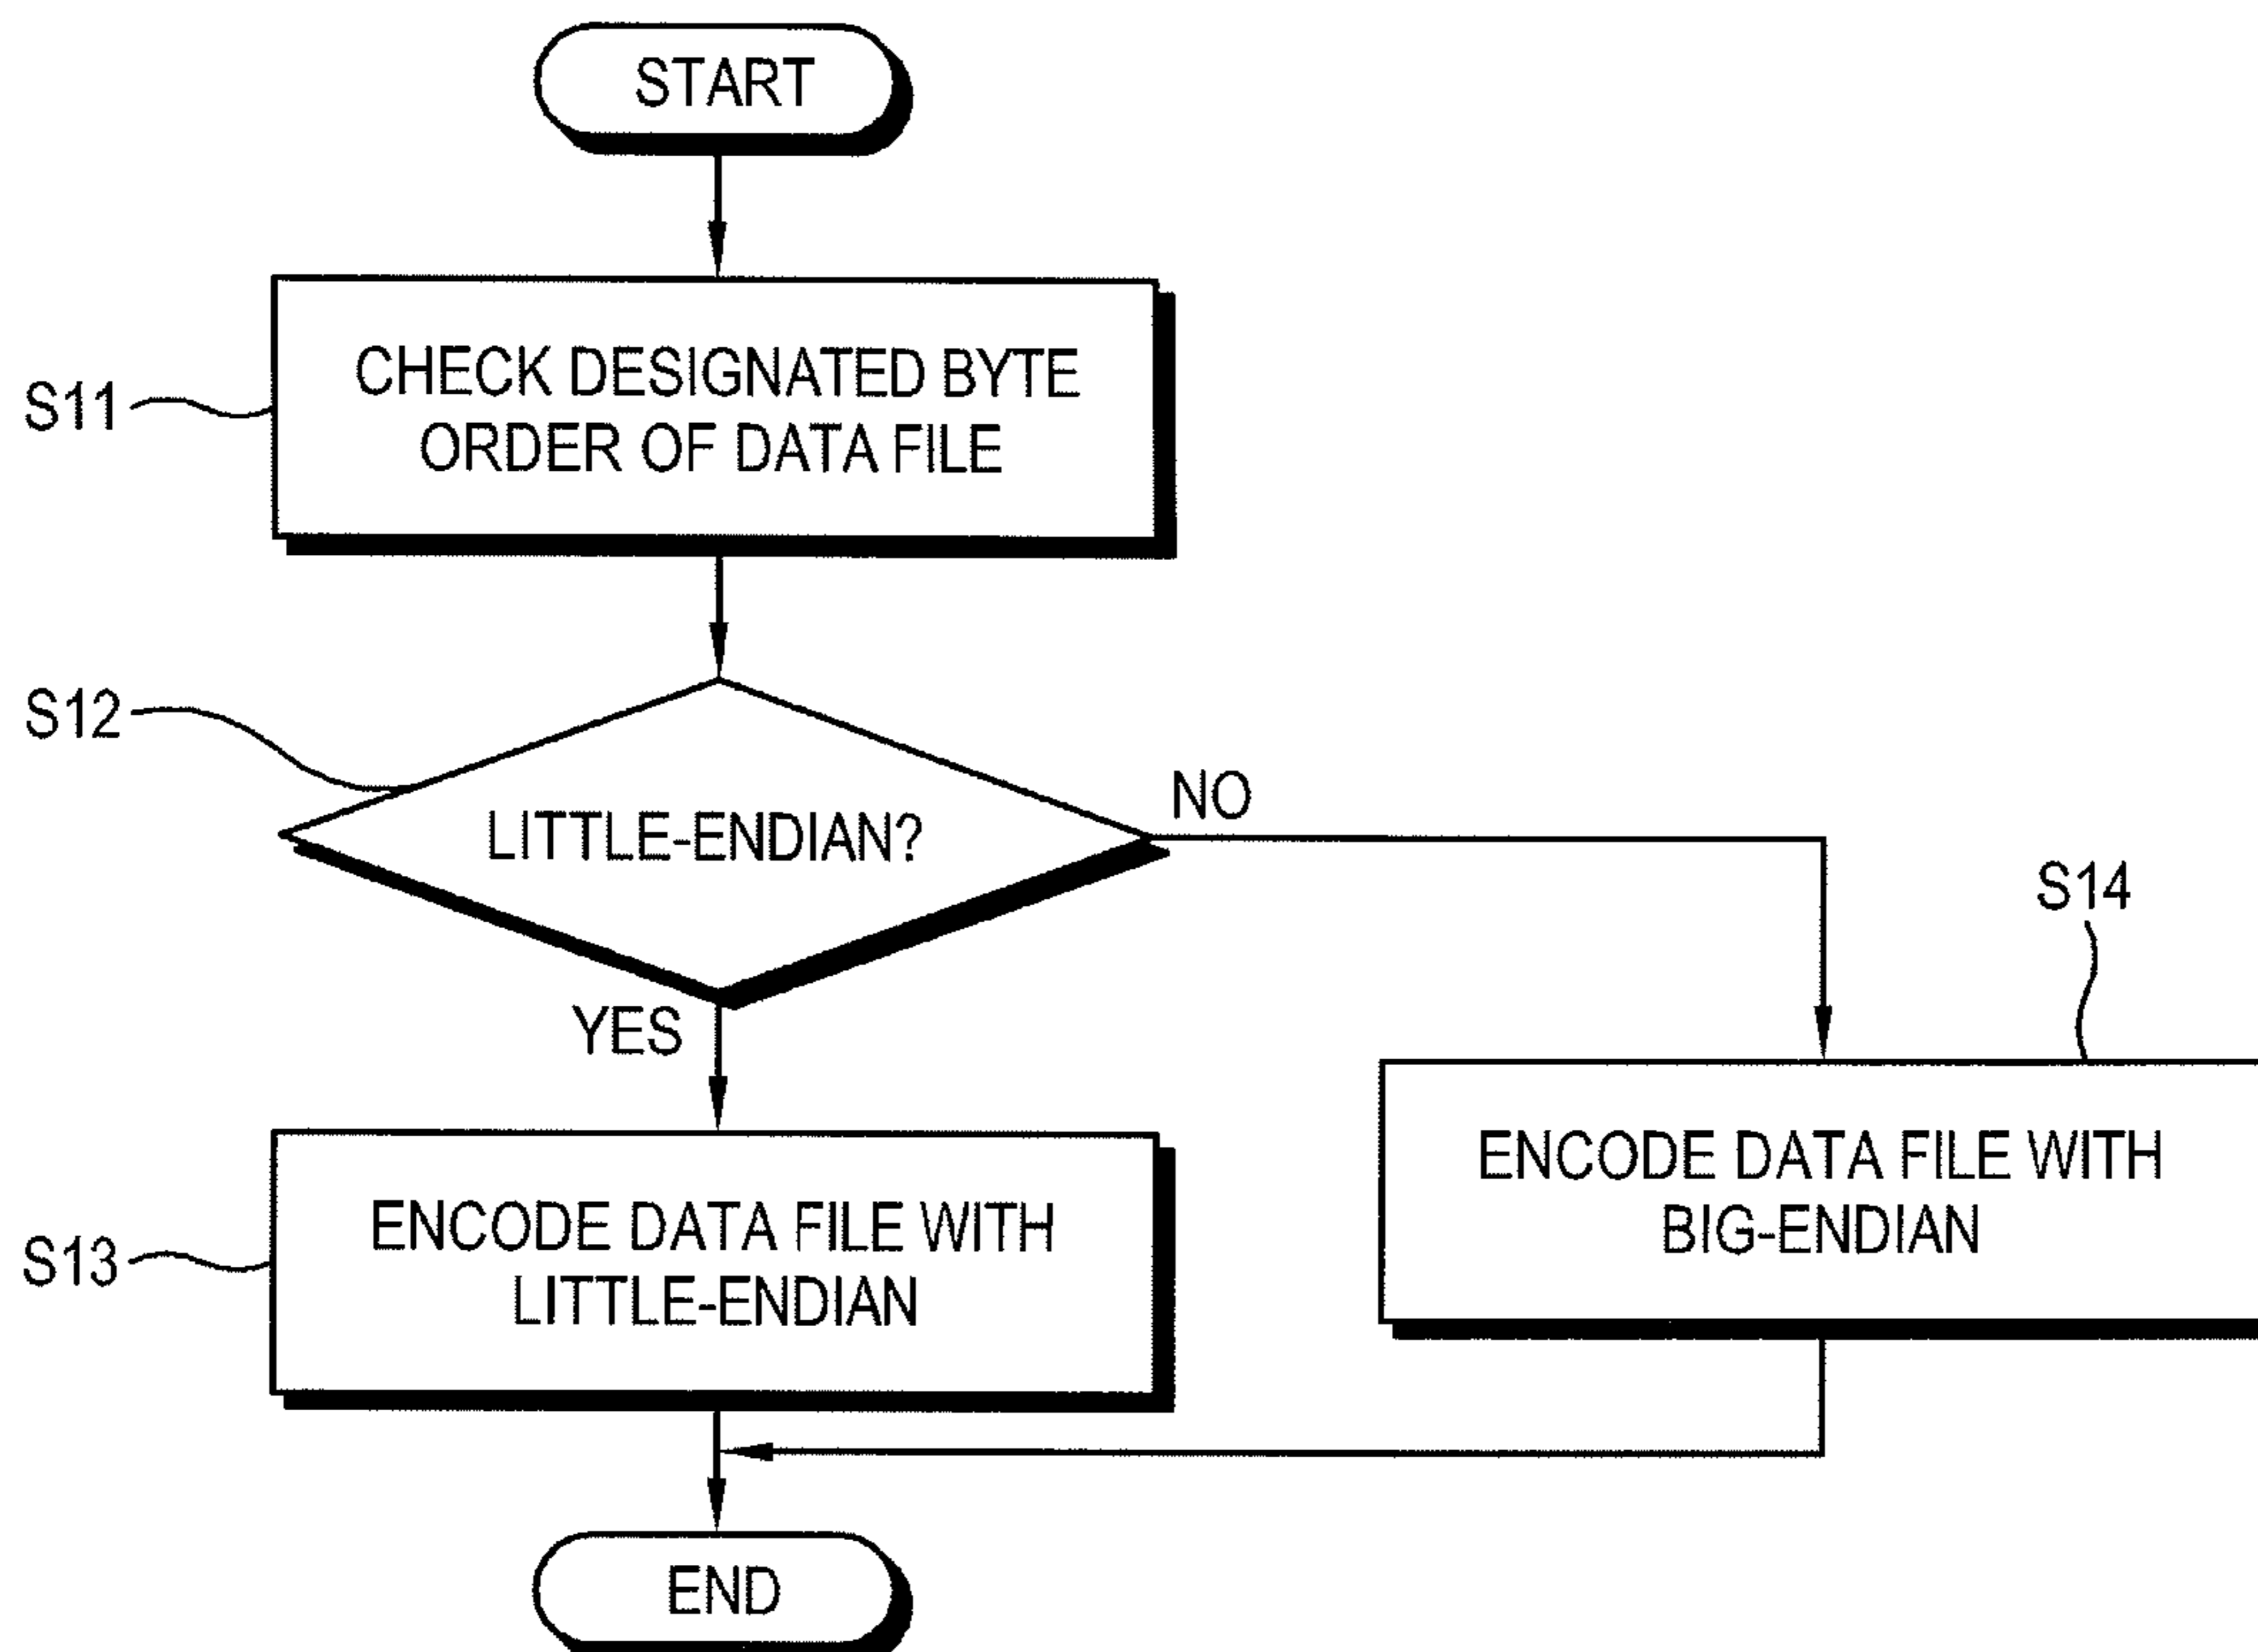 START
S11
CHECK DESIGNATED BYTE
ORDER OF DATA FILE
S12
LITTLE-ENDIAN?
NO
YES
S14
ENCODE DATA FILE WITH
BIG-ENDIAN
S13
ENCODE DATA FILE WITH
LITTLE-ENDIAN
END